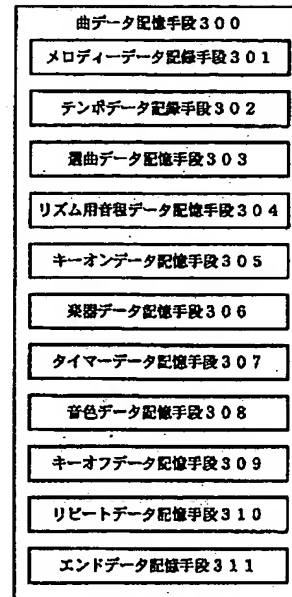 曲データ記憶手段300
メロディーデータ記録手段301
テンポデータ記録手段302
選曲データ記憶手段303
リズム用音程データ記憶手段304
キーオンデータ記憶手段305
楽器データ記憶手段306
タイマーデータ記憶手段307
音色データ記憶手段308
キーオフデータ記憶手段309
リピートデータ記憶手段310
エンドデータ記憶手段311